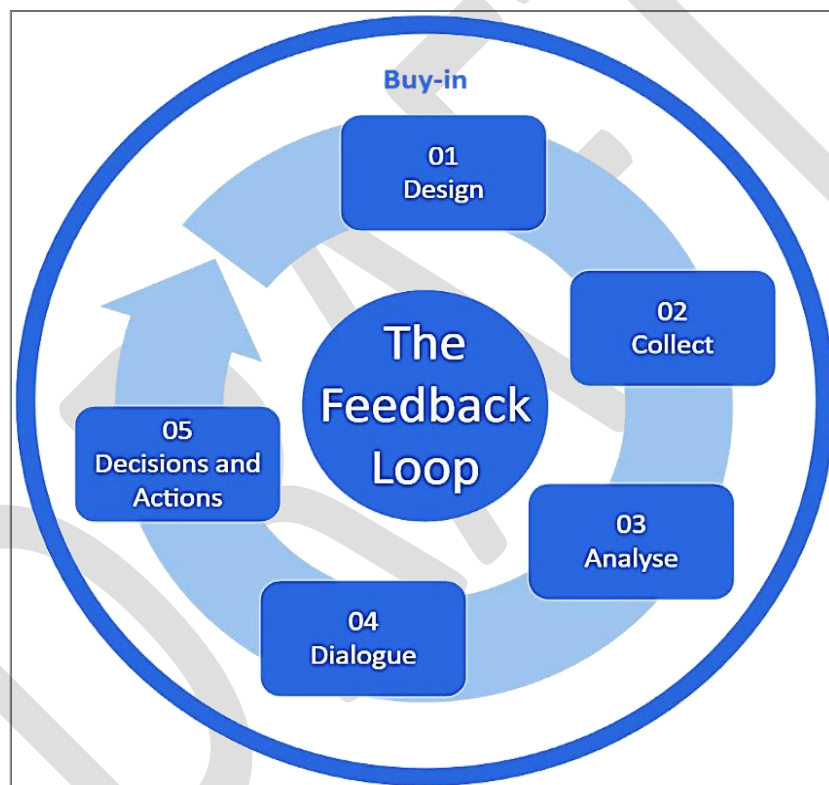 Buy-in
01
Design
02
Collect
03
Analyse
04
Dialogue
05
Decisions and
Actions
The
Feedback
Loop